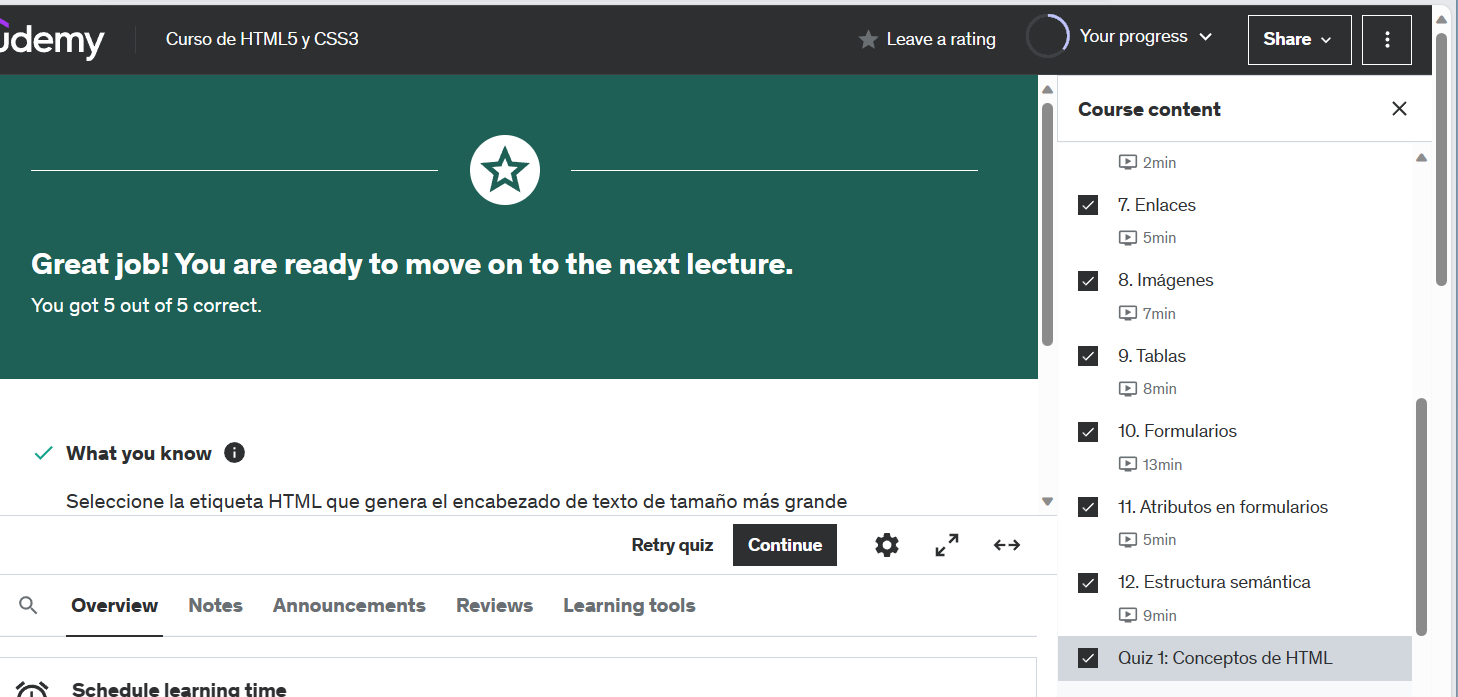 udemy
Curso de HTML5 y CSS3
Leave a rating
Your progress
Share
Great job! You are ready to move on to the next lecture.
You got 5 out of 5 correct.
What you know
Seleccione la etiqueta HTML que genera el encabezado de texto de tamaño más grande
Retry quiz
Continue
Overview
Notes
Announcements
Reviews
Learning tools
Schedule learning time
Course content
2min
7. Enlaces
5min
8. Imágenes
7min
9. Tablas
8min
10. Formularios
13min
11. Atributos en formularios
5min
12. Estructura semántica
9min
Quiz 1: Conceptos de HTML